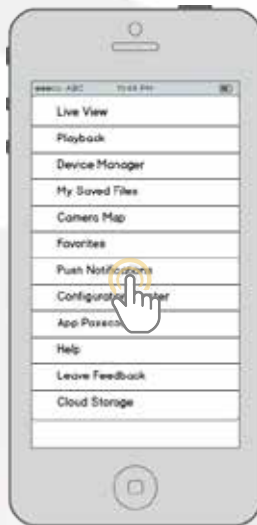 ABC
Live View
Playback
Device Manager
My Saved Files
Camera Map
Favorites
Push Notifications
App
Help
Leave Feedback
Cloud Storage